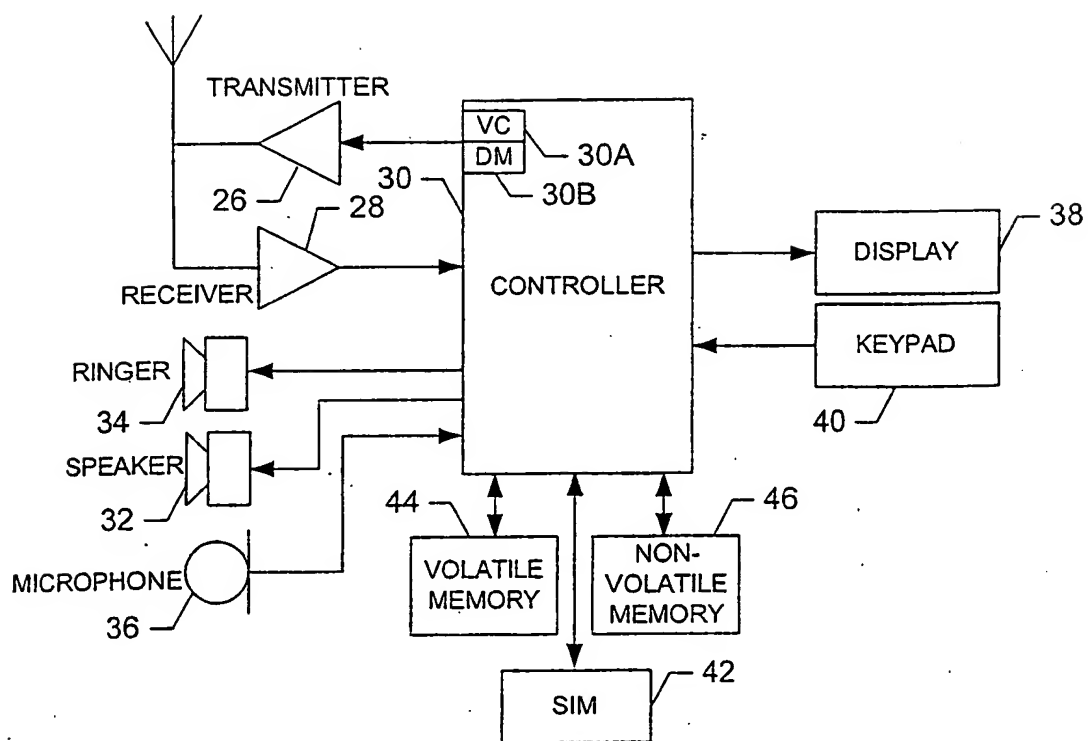 TRANSMITTER
VC
DM
30A
30B
30
26
28
RECEIVER
CONTROLLER
DISPLAY
38
KEYPAD
40
RINGER
34
SPEAKER
32
MICROPHONE
36
44
VOLATILE
MEMORY
46
NON-
VOLATILE
MEMORY
SIM
42